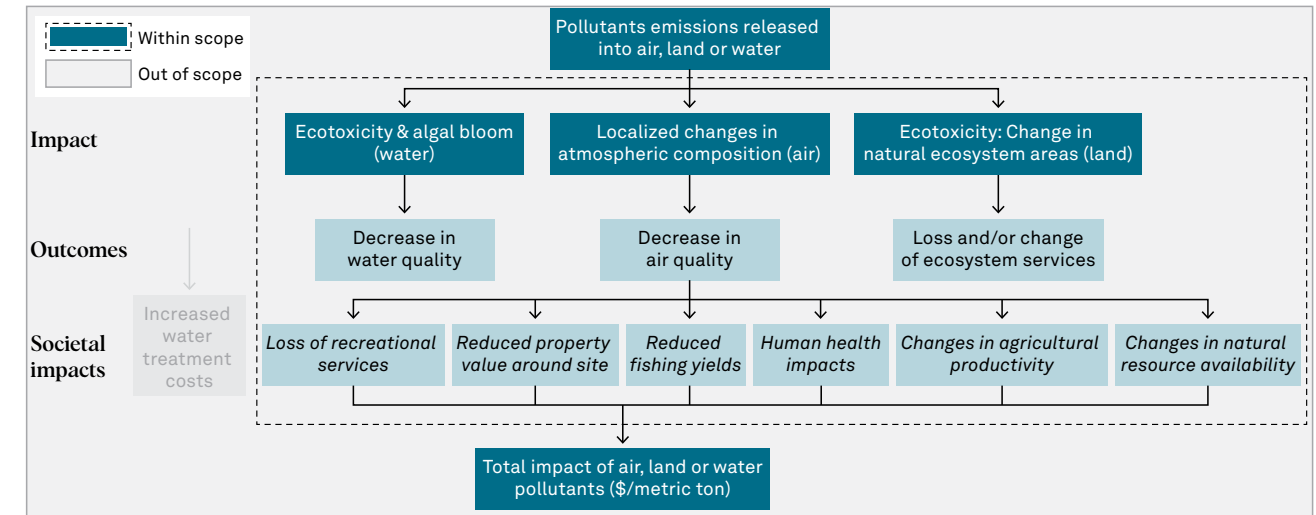 Within scope
Out of scope
Pollutants emissions released
into air, land or water
Impact
Ecotoxicity & algal bloom
(water)
Localized changes in
atmospheric composition (air)
Ecotoxicity: Change in
natural ecosystem areas (land)
Outcomes
Decrease in
water quality
Decrease in
air quality
Loss and/or change
of ecosystem services
Societal
impacts
Increased
water
treatment
costs
Loss of recreational
services
Reduced property
value around site
Reduced
fishing yields
Human health
impacts
Changes in agricultural
productivity
Changes in natural
resource availability
Total impact of air, land or water
pollutants ($/metric ton)